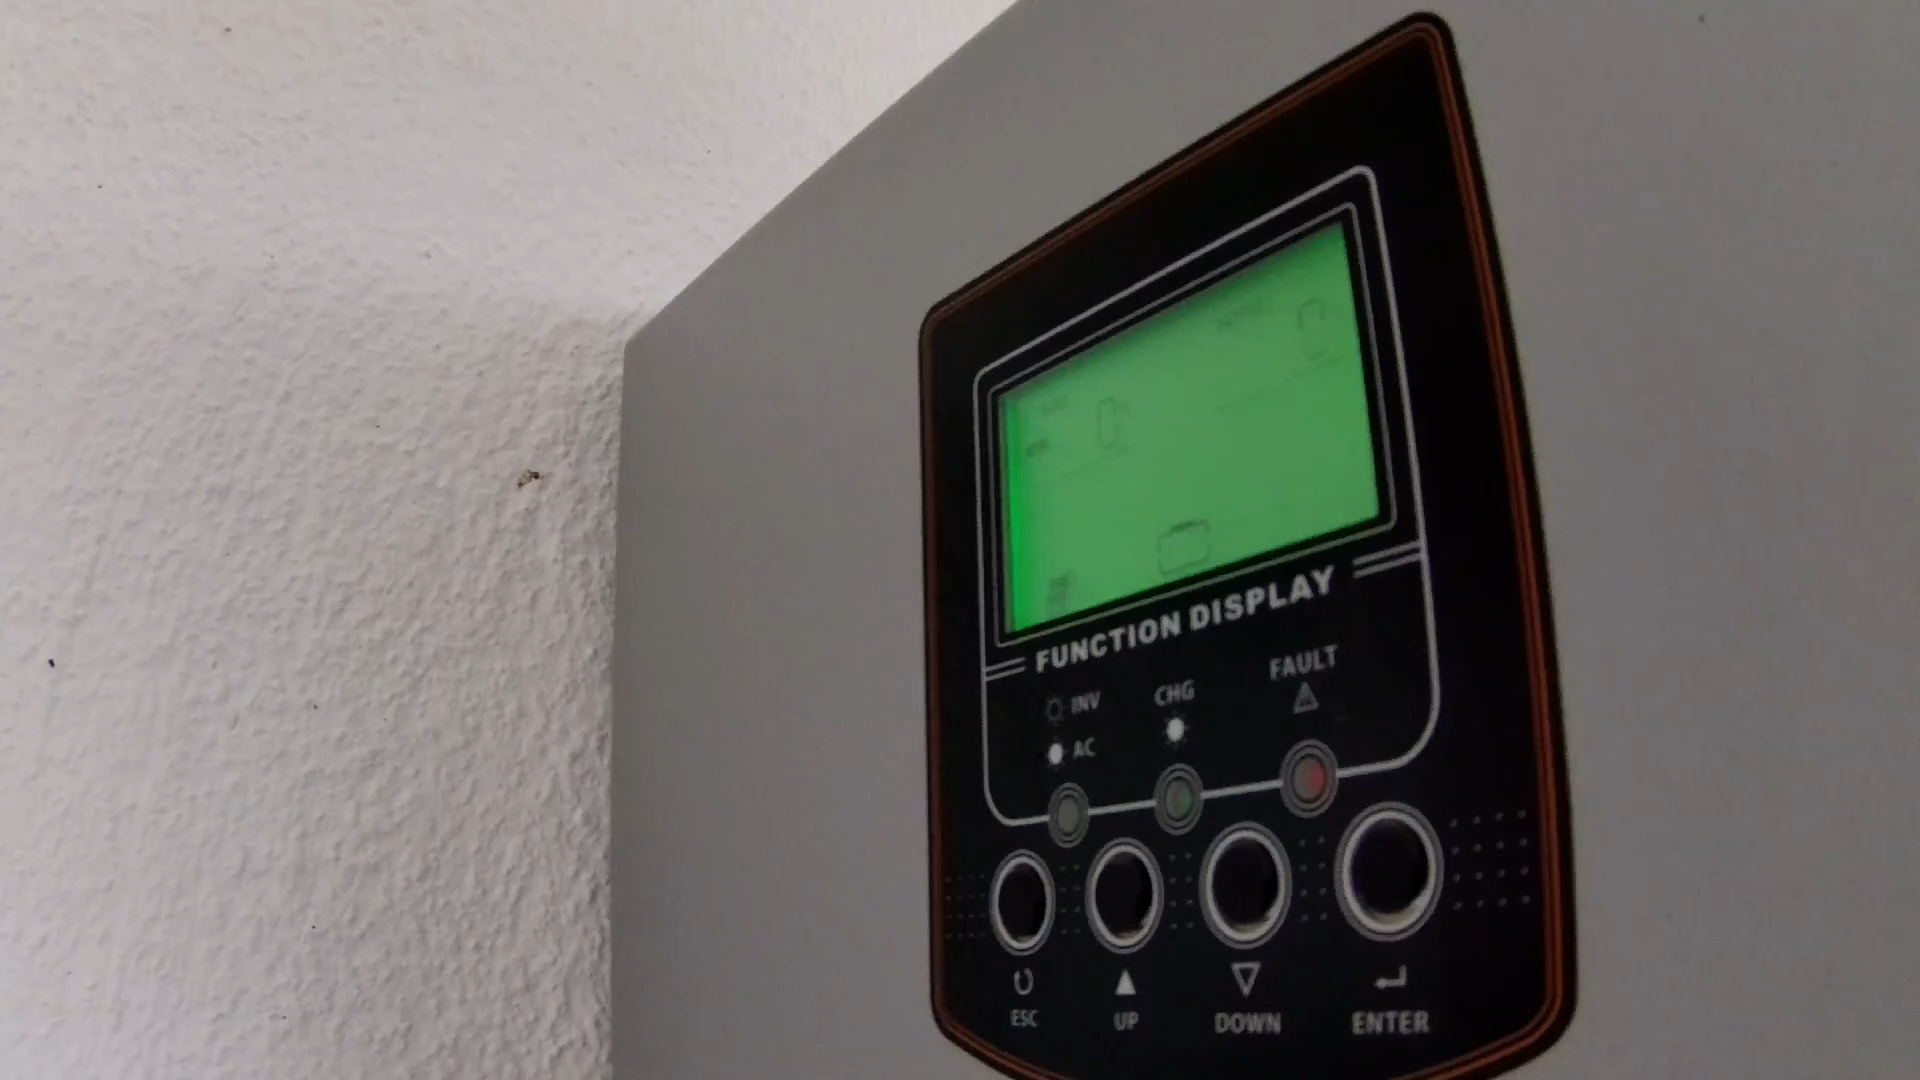 FUNCTION DISPLAY
INV
CHG
FAULT
AC
ESC
UP
DOWN
ENTER